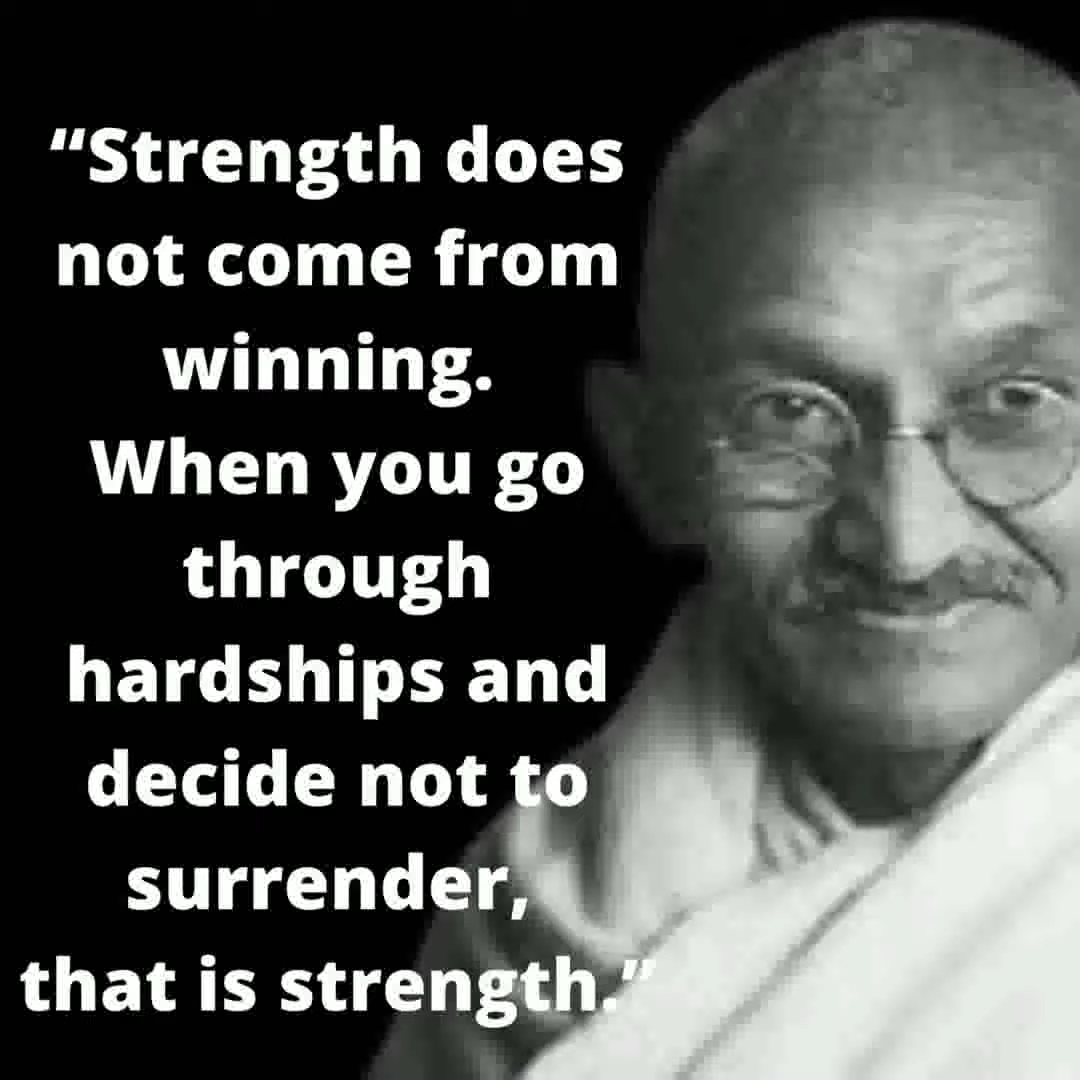 “Strength does
not come from
winning.
When you go
through
hardships and
decide not to
surrender,
that is strength.”